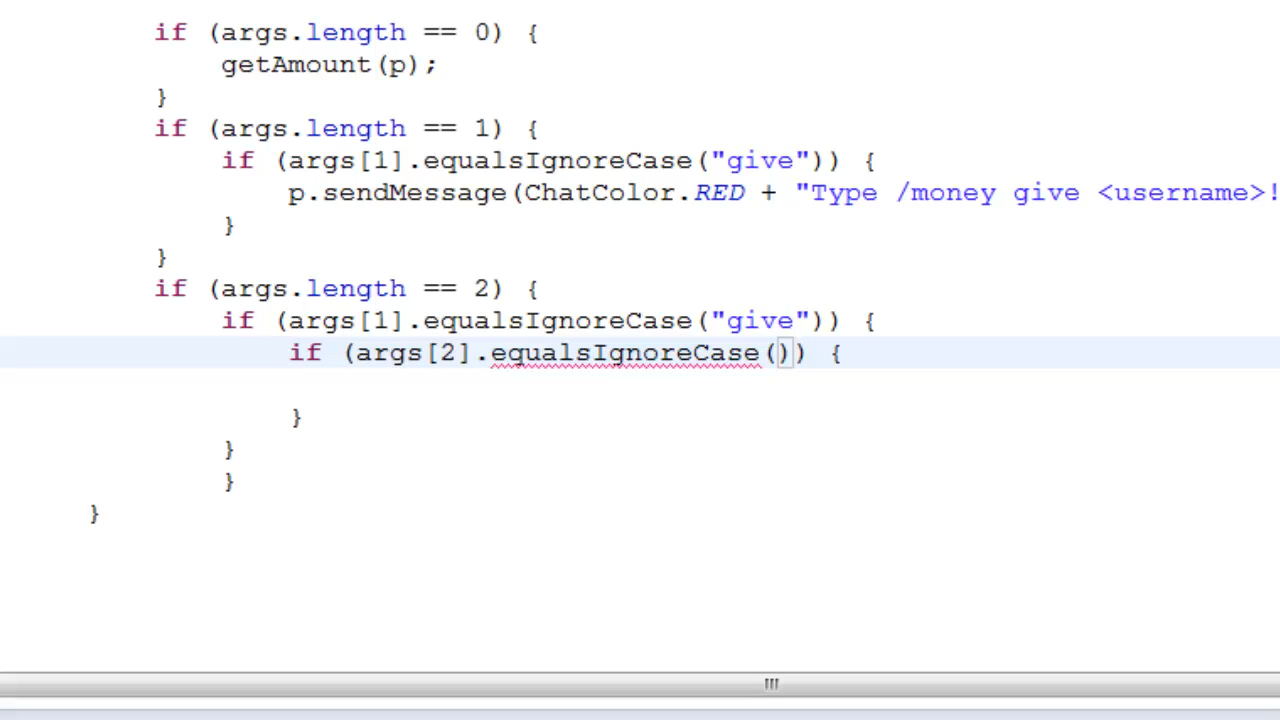 if (args.length == 0) {
getAmount(p);
}
if (args.length == 1) {
if (args[1].equalsIgnoreCase("give")) {
p.sendMessage(ChatColor.RED + "Type /money give <username>!
}
}
if (args.length == 2) {
if (args[1].equalsIgnoreCase("give")) {
if (args[2].equalsIgnoreCase()) {
}
}
}
}